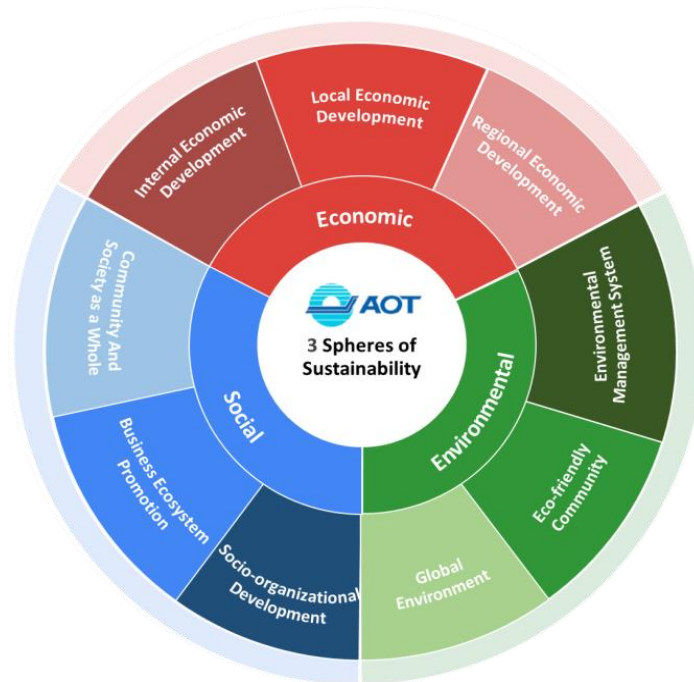 AOT
3 Spheres of
Sustainability
Economic
Environmental
Social
Internal Economic
Development
Local Economic
Development
Regional Economic
Development
Environmental
Management System
Eco-friendly
Community
Global
Environment
Socio-organizational
Development
Business Ecosystem
Promotion
Community And
Society as a Whole